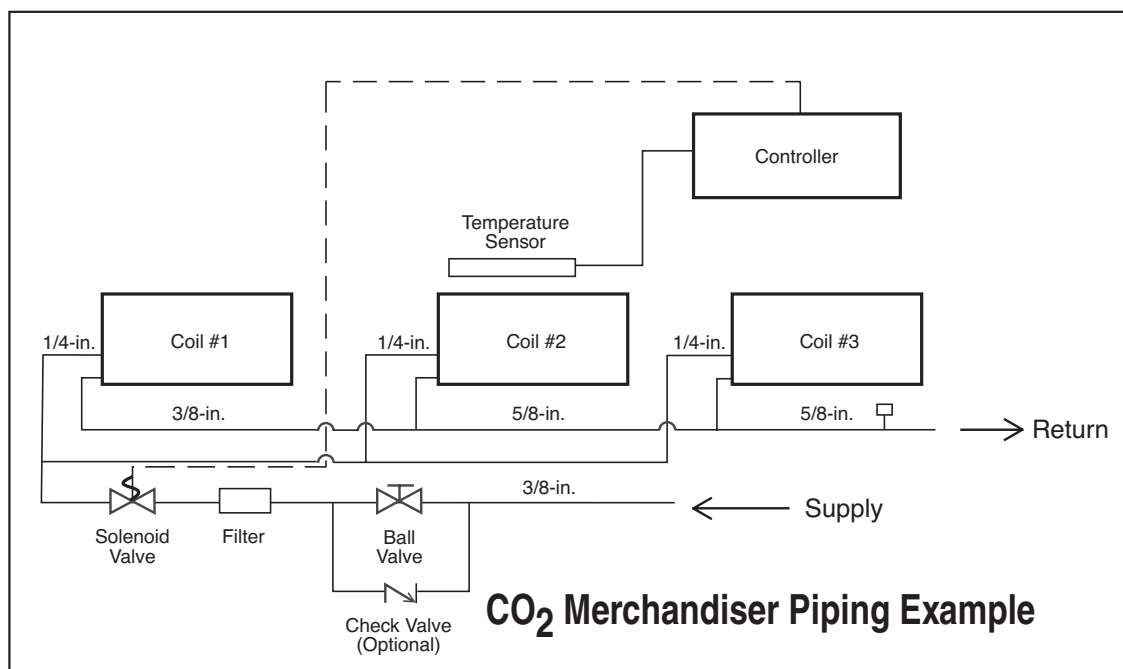 Controller
Temperature
Sensor
Coil #1
Coil #2
Coil #3
1/4-in.
1/4-in.
1/4-in.
3/8-in.
5/8-in.
5/8-in.
Return
3/8-in.
Supply
Solenoid
Valve
Filter
Ball
Valve
Check Valve
(Optional)
CO2 Merchandiser Piping Example